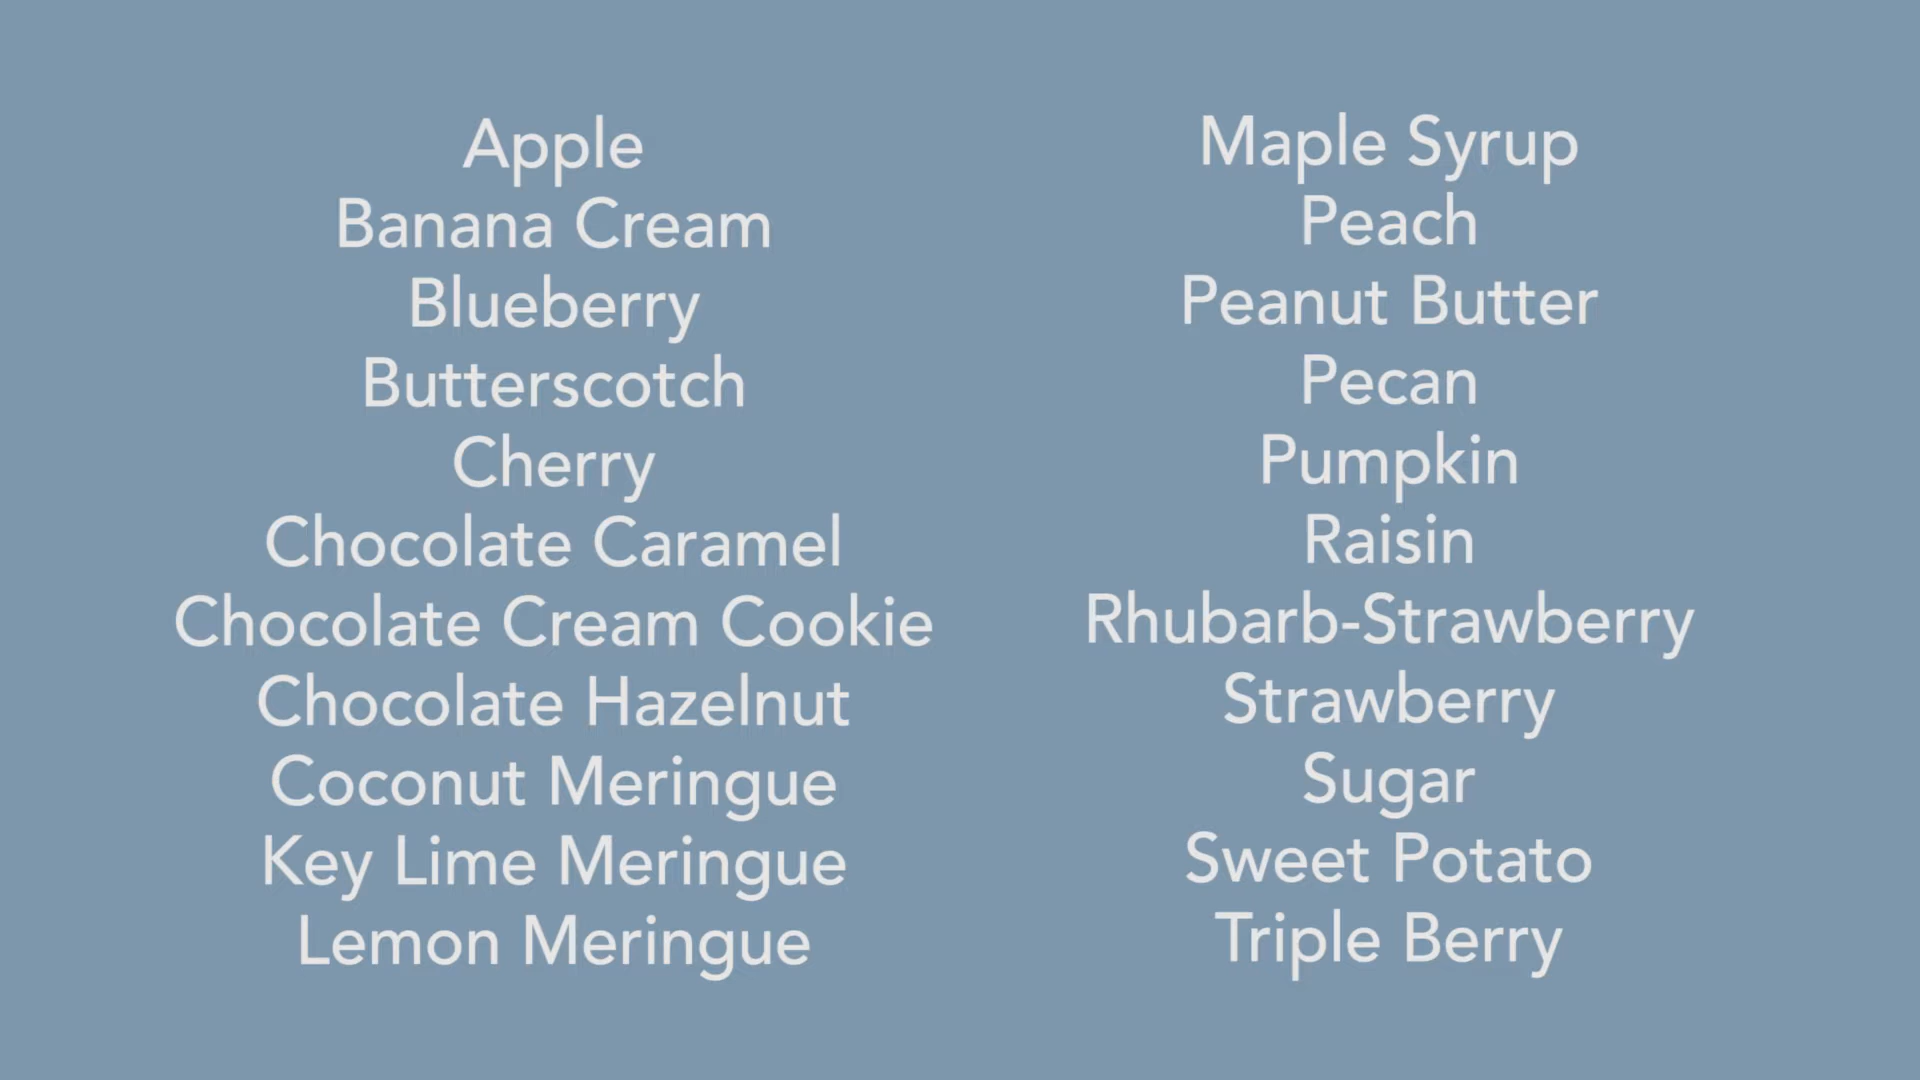 Apple
Banana Cream
Blueberry
Butterscotch
Cherry
Chocolate Caramel
Chocolate Cream Cookie
Chocolate Hazelnut
Coconut Meringue
Key Lime Meringue
Lemon Meringue
Maple Syrup
Peach
Peanut Butter
Pecan
Pumpkin
Raisin
Rhubarb-Strawberry
Strawberry
Sugar
Sweet Potato
Triple Berry